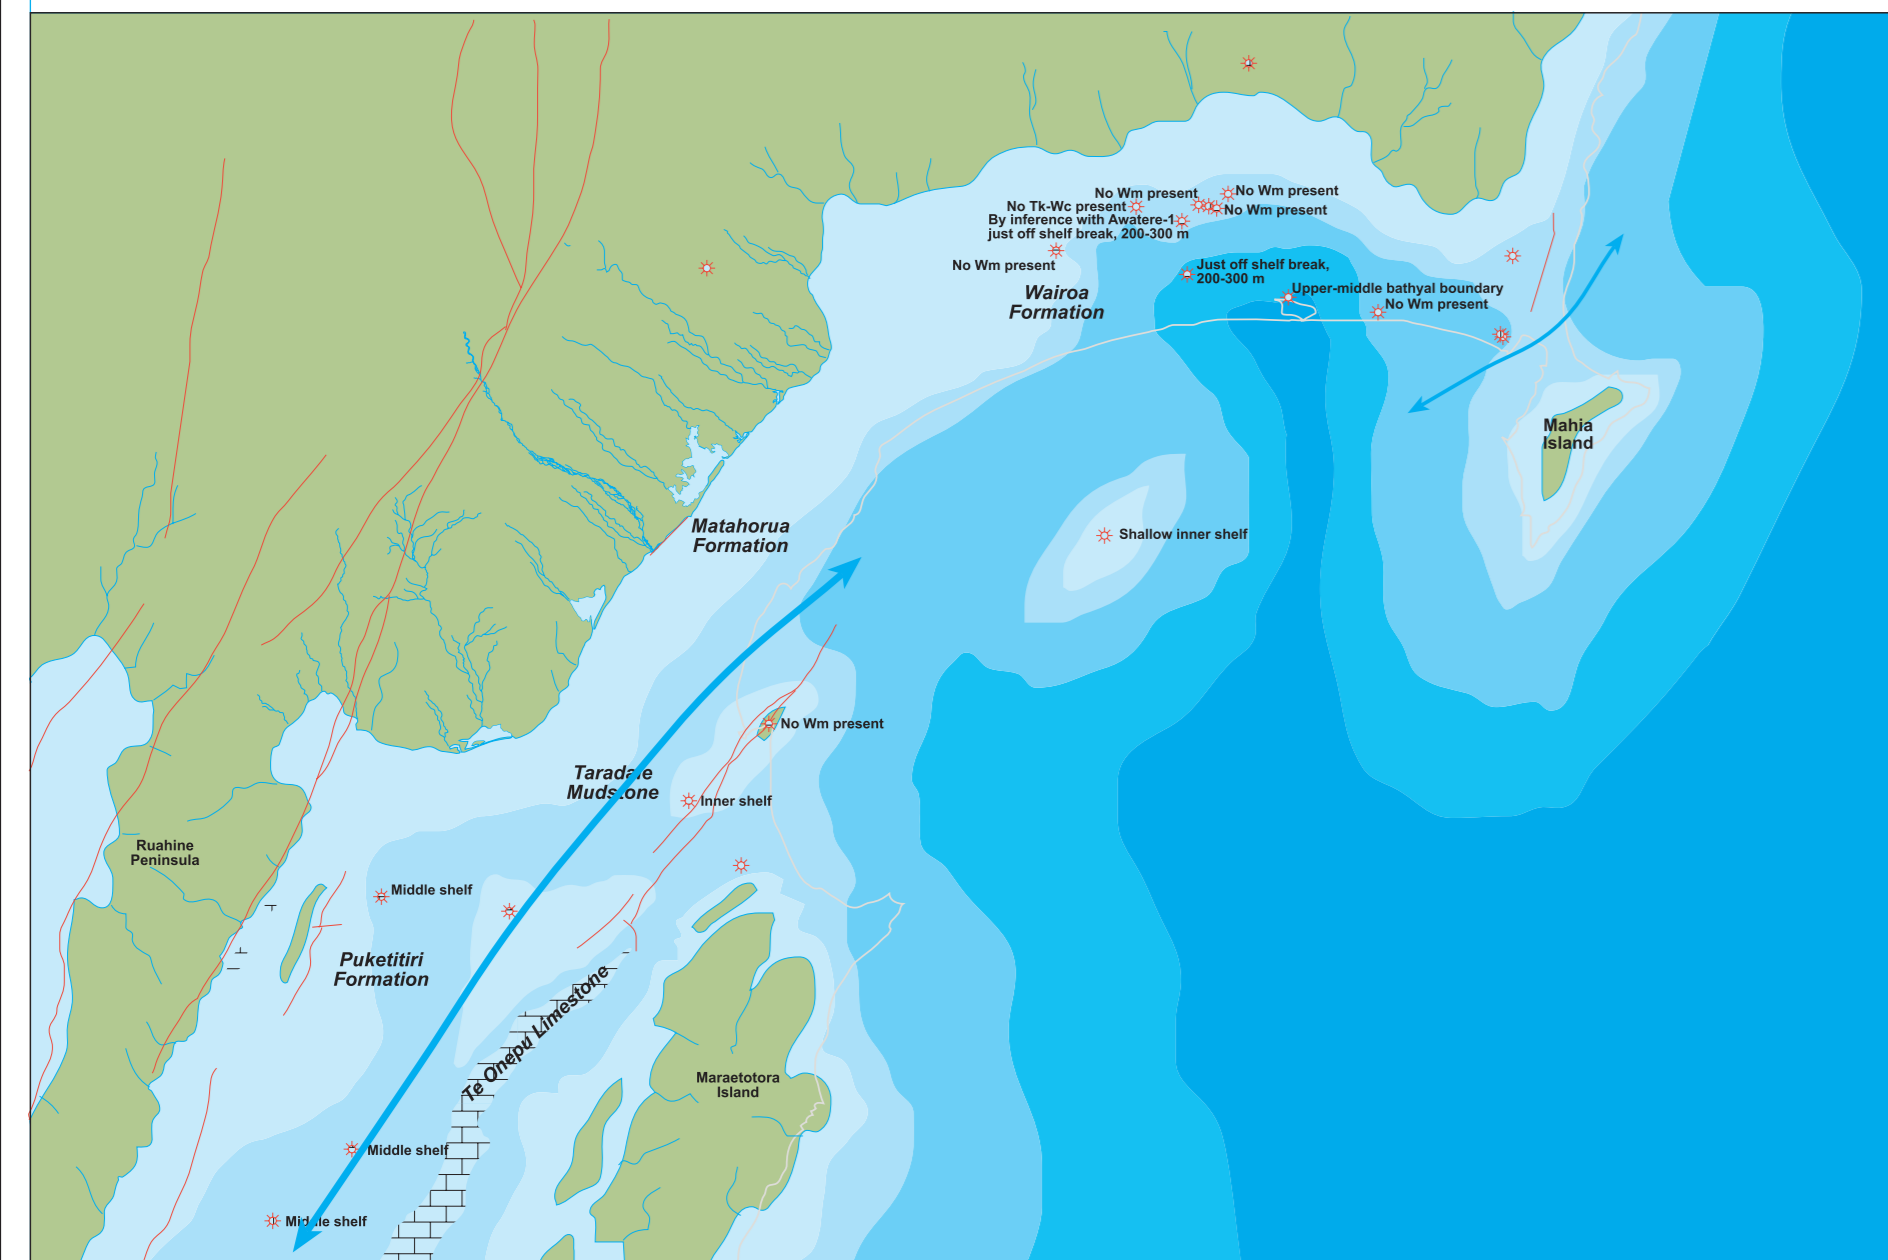 No Wm present
No Wm present
No Tk-Wc present
No Wm present
By inference with Awatere-1
just off shelf break, 200-300 m
No Wm present
Just off shelf break,
200-300 m
Upper-middle bathyal boundary
No Wm present
Wairoa
Formation
Mahia
Island
Matahorua
Formation
Shallow inner shelf
No Wm present
Taradale
Mudstone
Inner shelf
Ruahine
Peninsula
Middle shelf
Puketitiri
Formation
Te Onepu Limestone
Maraetotora
Island
Middle shelf
Middle shelf